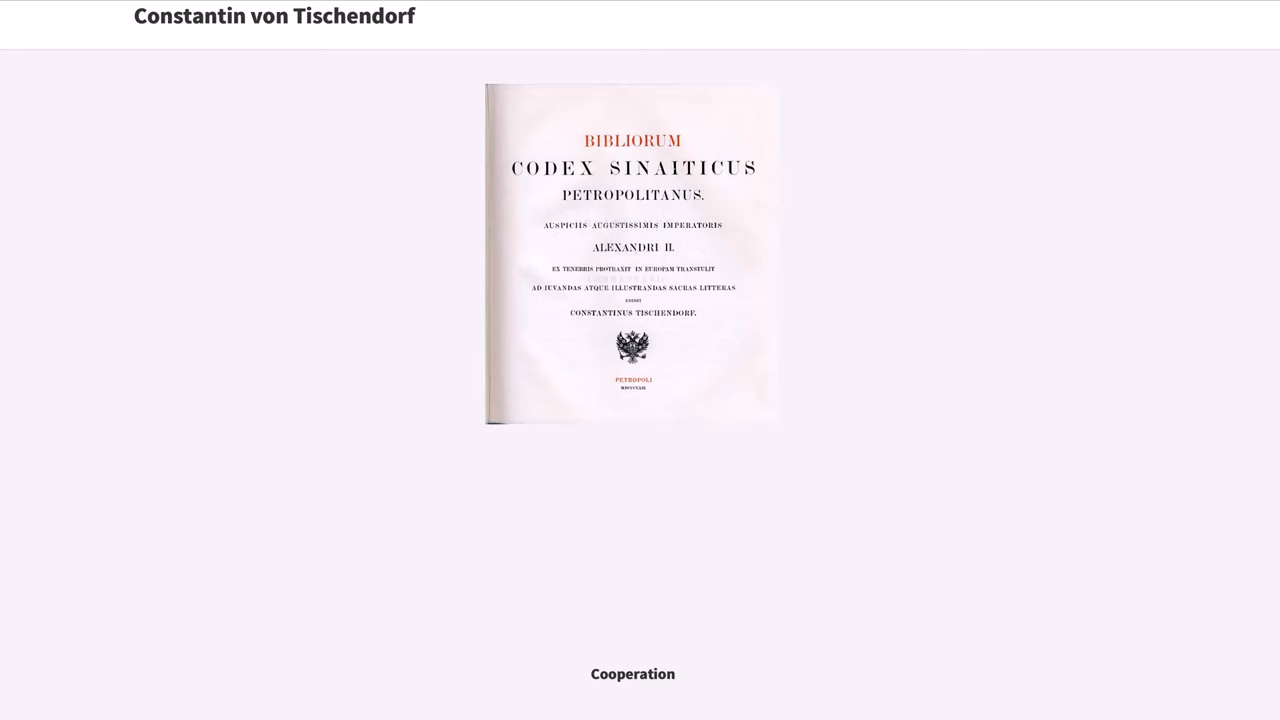 Constantin von Tischendorf
BIBLIORUM
CODEX SINAITICUS
PETROPOLITANUS.
AUSPICIIS AUGUSTISSIMIS IMPERATORIS
ALEXANDRI II.
EX TENEBRIS PROTRAXIT IN EUROPAM TRANSTULIT
AD IUVANDAS ATQUE ILLUSTRANDAS SACRAS LITTERAS
EDIDIT
CONSTANTINUS TISCHENDORF.
PETROPOLI
Cooperation